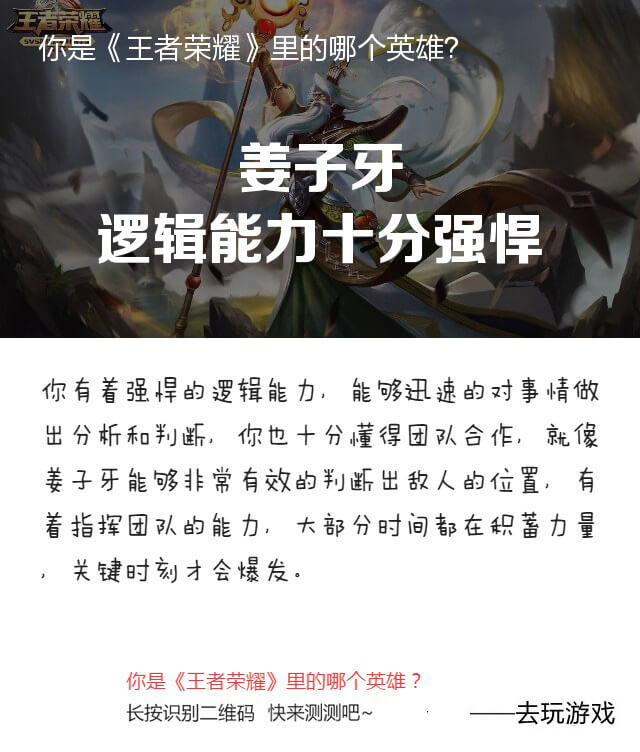 王者荣耀
你是《王者荣耀》里的哪个英雄?
姜子牙
逻辑能力十分强悍
你有着强悍的逻辑能力, 能够迅速的对事情做
出分析和判断, 你也十分懂得团队合作, 就像
姜子牙能够非常有效的判断出敌人的位置, 有
着指挥团队的能力, 大部分时间都在积蓄力量
, 关键时刻才会爆发。
你是《王者荣耀》里的哪个英雄？
长按识别二维码 快来测测吧~
——去玩游戏